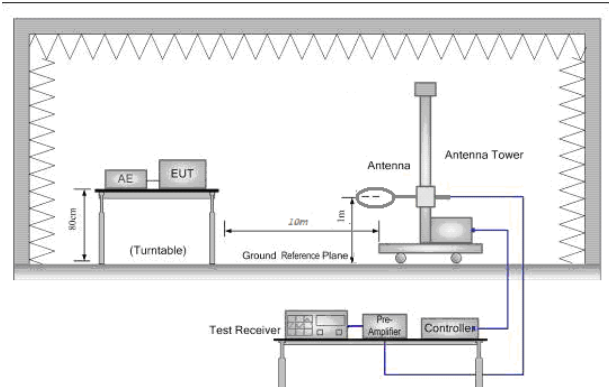 Antenna Tower
Antenna
EUT
AE
80cm
10m
1m
(Turntable)
Ground Reference Plane
Test Receiver
Pre-
Amplifier
Controller